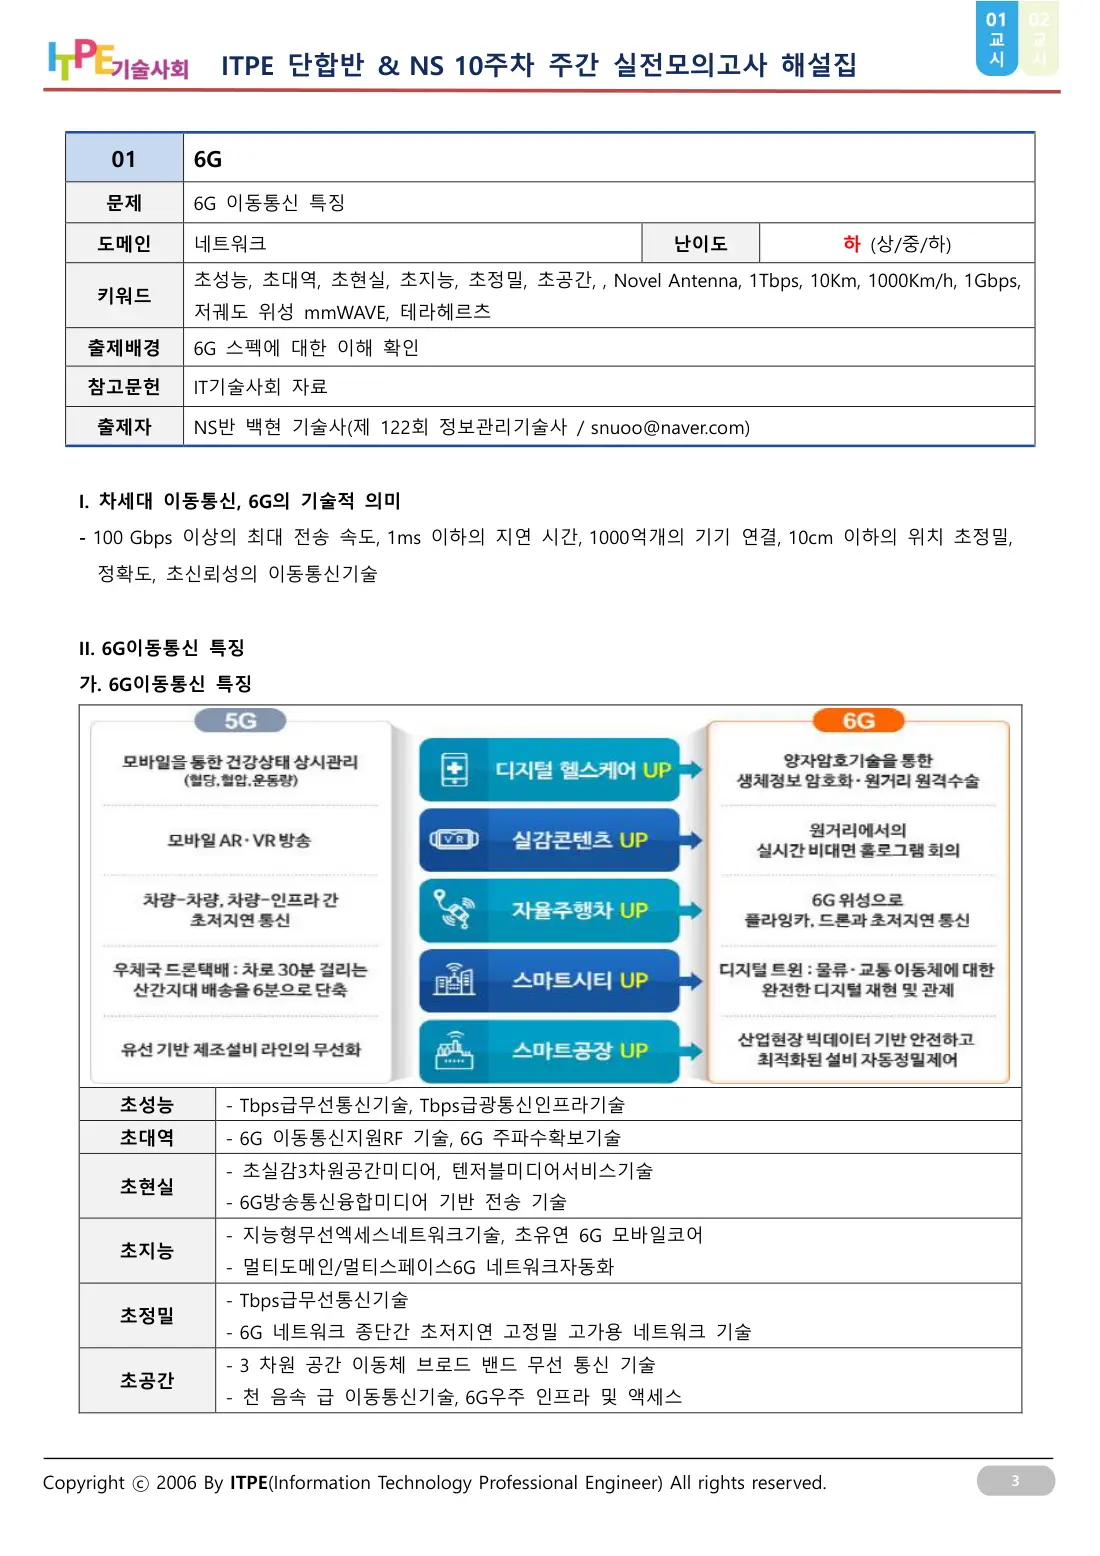 ITPE기술사회
ITPE 단합반 & NS 10주차 주간 실전모의고사 해설집
01
교
시
02
교
시
01 6G
문제 6G 이동통신 특징
도메인 네트워크 난이도 하 (상/중/하)
키워드 초성능, 초대역, 초현실, 초지능, 초정밀, 초공간, , Novel Antenna, 1Tbps, 10Km, 1000Km/h, 1Gbps,
저궤도 위성 mmWAVE, 테라헤르츠
출제배경 6G 스펙에 대한 이해 확인
참고문헌 IT기술사회 자료
출제자 NS반 백현 기술사(제 122회 정보관리기술사 / snuoo@naver.com)
I. 차세대 이동통신, 6G의 기술적 의미
- 100 Gbps 이상의 최대 전송 속도, 1ms 이하의 지연 시간, 1000억개의 기기 연결, 10cm 이하의 위치 초정밀,
정확도, 초신뢰성의 이동통신기술
II. 6G이동통신 특징
가. 6G이동통신 특징
5G
6G
모바일을 통한 건강상태 상시관리
(혈당,혈압,운동량)
디지털 헬스케어 UP
양자암호기술을 통한
생체정보 암호화·원거리 원격수술
모바일 AR·VR 방송
VR
실감콘텐츠 UP
원거리에서의
실시간 비대면 홀로그램 회의
차량-차량, 차량-인프라 간
초저지연 통신
자율주행차 UP
6G 위성으로
플라잉카, 드론과 초저지연 통신
우체국 드론택배 : 차로 30분 걸리는
산간지대 배송을 6분으로 단축
스마트시티 UP
디지털 트윈 : 물류·교통 이동체에 대한
완전한 디지털 재현 및 관제
유선 기반 제조설비 라인의 무선화
스마트공장 UP
산업현장 빅데이터 기반 안전하고
최적화된 설비 자동정밀제어
초성능 - Tbps급무선통신기술, Tbps급광통신인프라기술
초대역 - 6G 이동통신지원RF 기술, 6G 주파수확보기술
초현실 - 초실감3차원공간미디어, 텐저블미디어서비스기술
- 6G방송통신융합미디어 기반 전송 기술
초지능 - 지능형무선엑세스네트워크기술, 초유연 6G 모바일코어
- 멀티도메인/멀티스페이스6G 네트워크자동화
초정밀 - Tbps급무선통신기술
- 6G 네트워크 종단간 초저지연 고정밀 고가용 네트워크 기술
초공간 - 3 차원 공간 이동체 브로드 밴드 무선 통신 기술
- 천 음속 급 이동통신기술, 6G우주 인프라 및 액세스
Copyright ⓒ 2006 By ITPE(Information Technology Professional Engineer) All rights reserved.
3